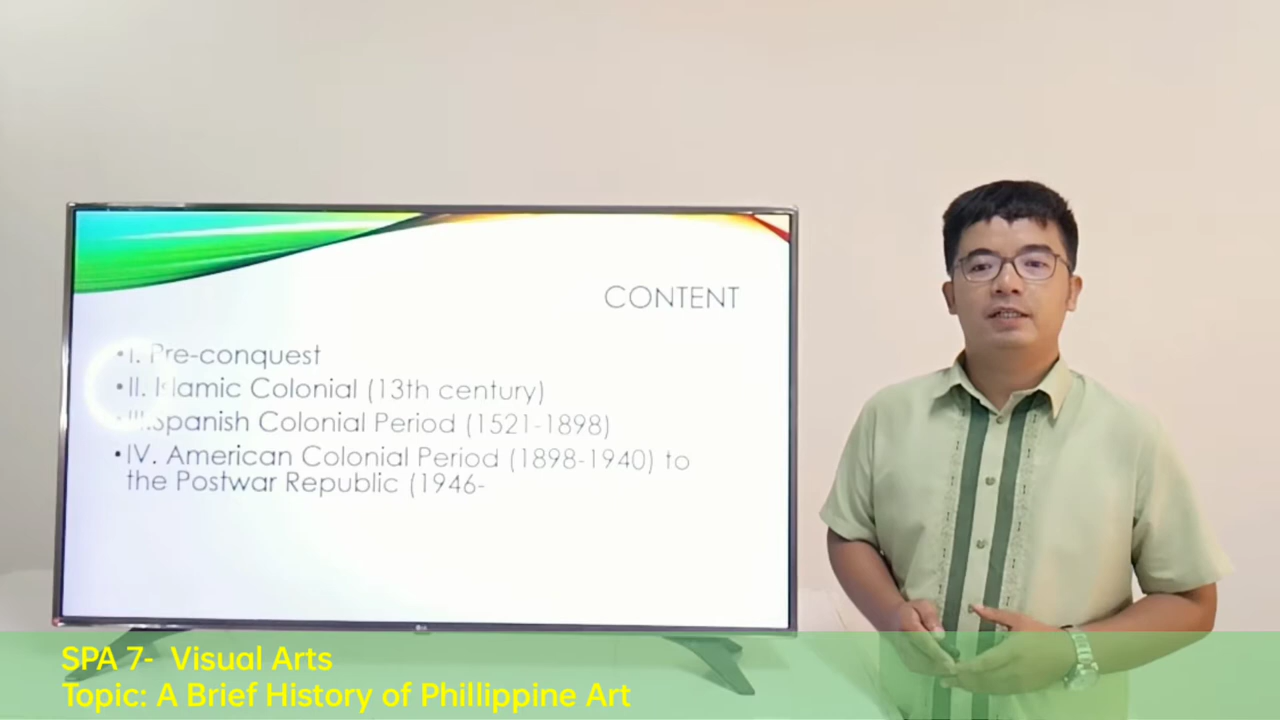 CONTENT
•I. Pre-conquest
•II. Islamic Colonial (13th century)
•III.Spanish Colonial Period (1521-1898)
•IV. American Colonial Period (1898-1940) to
the Postwar Republic (1946-
LG
SPA 7- Visual Arts
Topic: A Brief History of Phillippine Art